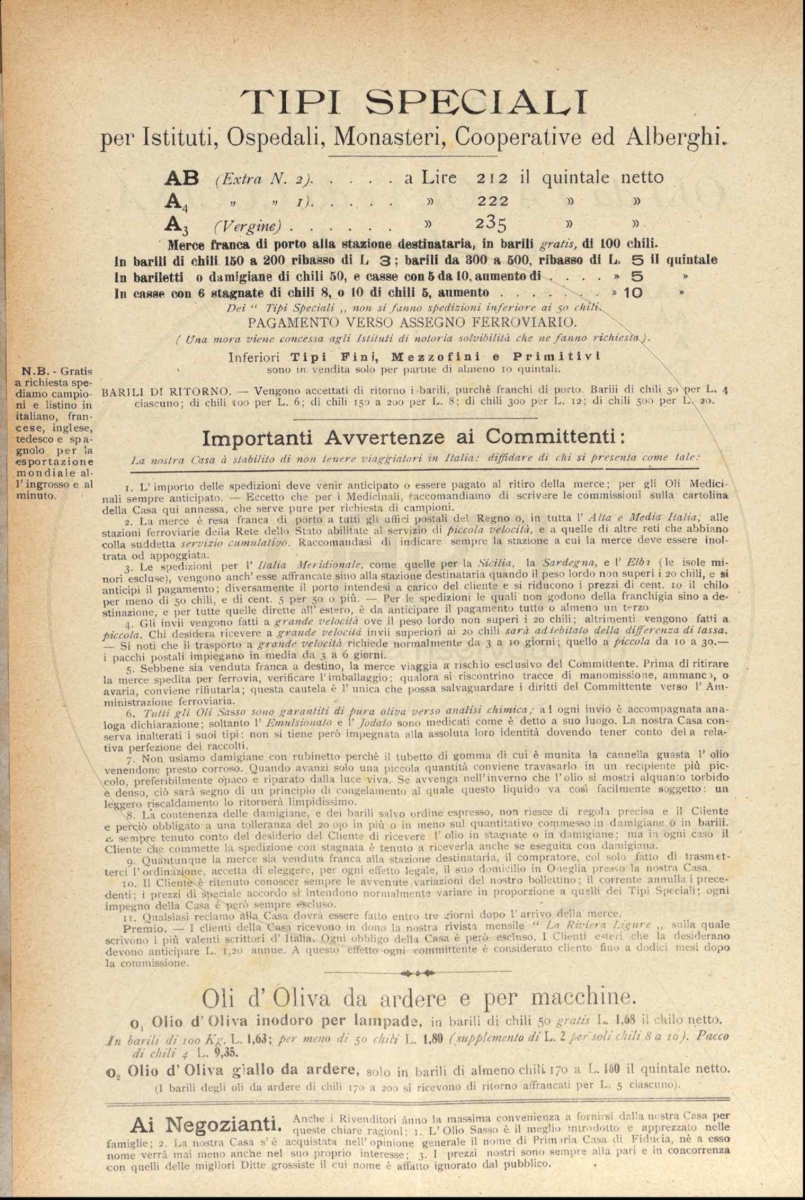 TIPI SPECIALI
per Istituti, Ospedali, Monasteri, Cooperative ed Alberghi.
AB (Extra N. 2). . . . . a Lire 212 il quintale netto
A4 „ „ 1). . . . . » 222 » »
A3 (Vergine) . . . . . . » 235 » »
Merce franca di porto alla stazione destinataria, in barili gratis, di 100 chili.
In barili di chili 150 a 200 ribasso di L 3; barili da 300 a 500, ribasso di L. 5 il quintale
In bariletti o damigiane di chili 50, e casse con 5 da 10, aumento di . . . . » 5 »
In casse con 6 stagnate di chili 8, o 10 di chili 5, aumento . . . . . . . » 10 »
Dei “ Tipi Speciali „ non si fanno spedizioni inferiore ai 50 chili.
PAGAMENTO VERSO ASSEGNO FERROVIARIO.
( Una mora viene concessa agli Istituti di notoria solvibilità che ne fanno richiesta.).
Inferiori Tipi Fini, Mezzofini e Primitivi
sono in vendita solo per partite di almeno 10 quintali.
N.B. - Gratis
a richiesta spe-
diamo campio-
ni e listino in
italiano, fran-
cese, inglese,
tedesco e spa-
gnolo per la
esportazione
mondiale al-
l' ingrosso e al
minuto.
BARILI DI RITORNO. — Vengono accettati di ritorno i barili, purchè franchi di porto. Barili di chili 50 per L. 4
ciascuno; di chili 100 per L. 6; di chili 150 a 200 per L. 8; di chili 300 per L. 12; di chili 500 per L. 20.
Importanti Avvertenze ai Committenti:
La nostra Casa à stabilito di non tenere viaggiatori in Italia: diffidare di chi si presenta come tale:
1. L' importo delle spedizioni deve venir anticipato o essere pagato al ritiro della merce; per gli Oli Medici-
nali sempre anticipato. — Eccetto che per i Medicinali, raccomandiamo di scrivere le commissioni sulla cartolina
della Casa qui annessa, che serve pure per richiesta di campioni.
2. La merce è resa franca di porto a tutti gli uffici postali del Regno o, in tutta l' Alta e Media Italia, alle
stazioni ferroviarie della Rete dello Stato abilitate al servizio di piccola velocità, e a quelle di altre reti che abbiano
colla suddetta servizio cumulativo. Raccomandasi di indicare sempre la stazione a cui la merce deve essere inol-
trata od appoggiata.
3. Le spedizioni per l' Italia Meridionale, come quelle per la Sicilia, la Sardegna, e l' Elba (le isole mi-
nori escluse), vengono anch' esse affrancate sino alla stazione destinataria quando il peso lordo non superi i 20 chili, e si
anticipi il pagamento; diversamente il porto intendesi a carico del cliente e si riducono i prezzi di cent. 10 il chilo
per meno di 50 chili, e di cent. 5 per 50 o più. — Per le spedizioni le quali non godono della franchigia sino a de-
stinazione, e per tutte quelle dirette all' estero, è da anticipare il pagamento tutto o almeno un terzo
4. Gli invii vengono fatti a grande velocità ove il peso lordo non superi i 20 chili; altrimenti vengono fatti a
piccola. Chi desidera ricevere a grande velocità invii superiori ai 20 chili sarà addebitato della differenza di tassa.
— Si noti che il trasporto a grande velocità richiede normalmente da 3 a 10 giorni; quello a piccola da 10 a 30.—
i pacchi postali impiegano in media da 3 a 6 giorni.
5. Sebbene sia venduta franca a destino, la merce viaggia a rischio esclusivo del Committente. Prima di ritirare
la merce spedita per ferrovia, verificare l'imballaggio: qualora si riscontrino tracce di manomissione, ammanco, o
avaria, conviene rifiutarla; questa cautela è l' unica che possa salvaguardare i diritti del Committente verso l' Am-
ministrazione ferroviaria.
6. Tutti gli Oli Sasso sono garantiti di pura oliva verso analisi chimica; ad ogni invio è accompagnata ana-
loga dichiarazione; soltanto l' Emulsionato e l' Jodato sono medicati come è detto a suo luogo. La nostra Casa con-
serva inalterati i suoi tipi: non si tiene però impegnata alla assoluta loro identità dovendo tener conto della rela-
tiva perfezione dei raccolti.
7. Non usiamo damigiane con rubinetto perchè il tubetto di gomma di cui è munita la cannella guasta l' olio
venendone presto corroso. Quando avanzi solo una piccola quantità conviene travasarlo in un recipiente più pic-
colo, preferibilmente opaco e riparato dalla luce viva. Se avvenga nell'inverno che l'olio si mostri alquanto torbido
e denso, ciò sarà segno di un principio di congelamento al quale questo liquido va così facilmente soggetto: un
leggero riscaldamento lo ritornerà limpidissimo.
8. La contenenza delle damigiane, e dei barili salvo ordine espresso, non riesce di regola precisa e il Cliente
e perciò obbligato a una tolleranza del 20 o|o in più o in meno sul quantitativo commesso in damigiane o in barili.
è sempre tenuto conto del desiderio del Cliente di ricevere l' olio in stagnate o in damigiane; ma in ogni caso il
Cliente che commette la spedizione con stagnata è tenuto a riceverla anche se eseguita con damigiana.
9. Quantunque la merce sia venduta franca alla stazione destinataria, il compratore, col solo fatto di trasmet-
terci l'ordinazione, accetta di eleggere, per ogni effetto legale, il suo domicilio in Oneglia presso la nostra Casa.
10. Il Cliente è ritenuto conoscer sempre le avvenute variazioni del nostro bollettino; il corrente annulla i prece-
denti; i prezzi di speciale accordo si intendono normalmente variare in proporzione a quelli dei Tipi Speciali; ogni
impegno della Casa è però sempre escluso.
11. Qualsiasi reclamo alla Casa dovrà essere fatto entro tre giorni dopo l' arrivo della merce.
Premio. — I clienti della Casa ricevono in dono la nostra rivista mensile “ La Riviera Ligure „ sulla quale
scrivono i più valenti scrittori d' Italia. Ogni obbligo della Casa è però escluso. I Clienti esteri che la desiderano
devono anticipare L. 1,20 annue. A questo effetto ogni committente è considerato cliente fino a dodici mesi dopo
la commissione.
Oli d' Oliva da ardere e per macchine.
O1 Olio d' Oliva inodoro per lampade, in barili di chili 50 gratis L. 1,68 il chilo netto.
In barili di 100 Kg. L. 1,63; per meno di 50 chili L. 1,80 (supplemento di L. 2 per soli chili 8 a 10). Pacco
di chili 4 L. 9,35.
O2 Olio d' Oliva giallo da ardere, solo in barili di almeno chili 170 a L. 160 il quintale netto.
(I barili degli oli da ardere di chili 170 a 200 si ricevono di ritorno affrancati per L. 5 ciascuno).
Ai Negozianti. Anche i Rivenditori ànno la massima convenienza a fornirsi dalla nostra Casa per
queste chiare ragioni: 1. L' Olio Sasso è il meglio introdotto e apprezzato nelle
famiglie; 2. La nostra Casa s' è acquistata nell'opinione generale il nome di Primaria Casa di Fiducia, nè a esso
nome verrà mai meno anche nel suo proprio interesse; 3. I prezzi nostri sono sempre alla pari e in concorrenza
con quelli delle migliori Ditte grossiste il cui nome è affatto ignorato dal pubblico.